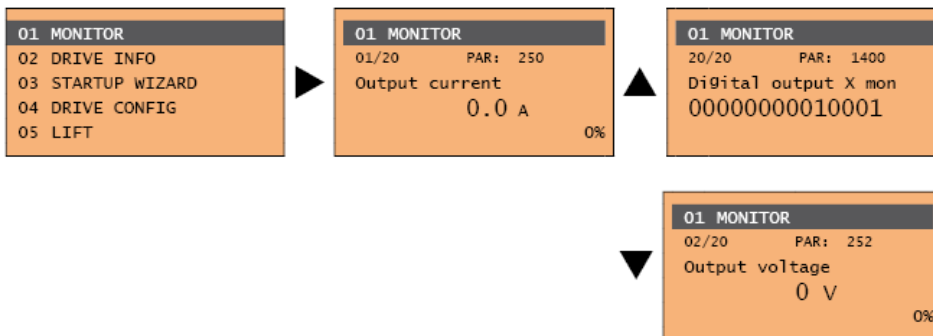 01 MONITOR
02 DRIVE INFO
03 STARTUP WIZARD
04 DRIVE CONFIG
05 LIFT
01 MONITOR
01/20 PAR: 250
Output current
0.0 A
0%
01 MONITOR
20/20 PAR: 1400
Di9ital output X mon
00000000010001
01 MONITOR
02/20 PAR: 252
Output voltage
0 V
0%